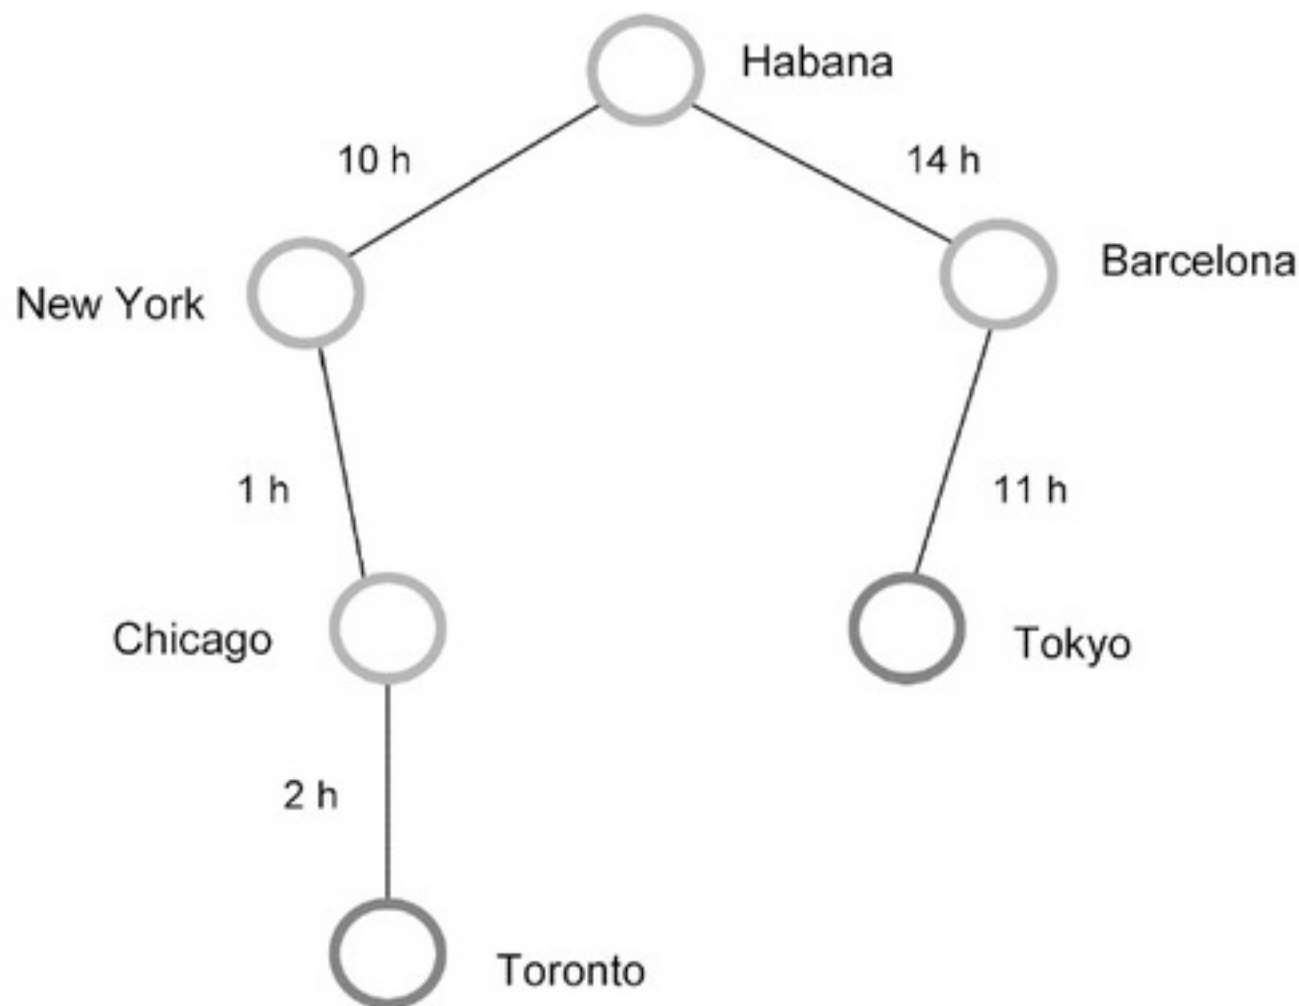 Habana
10 h
14 h
Barcelona
New York
1 h
11 h
Chicago
Tokyo
2 h
Toronto